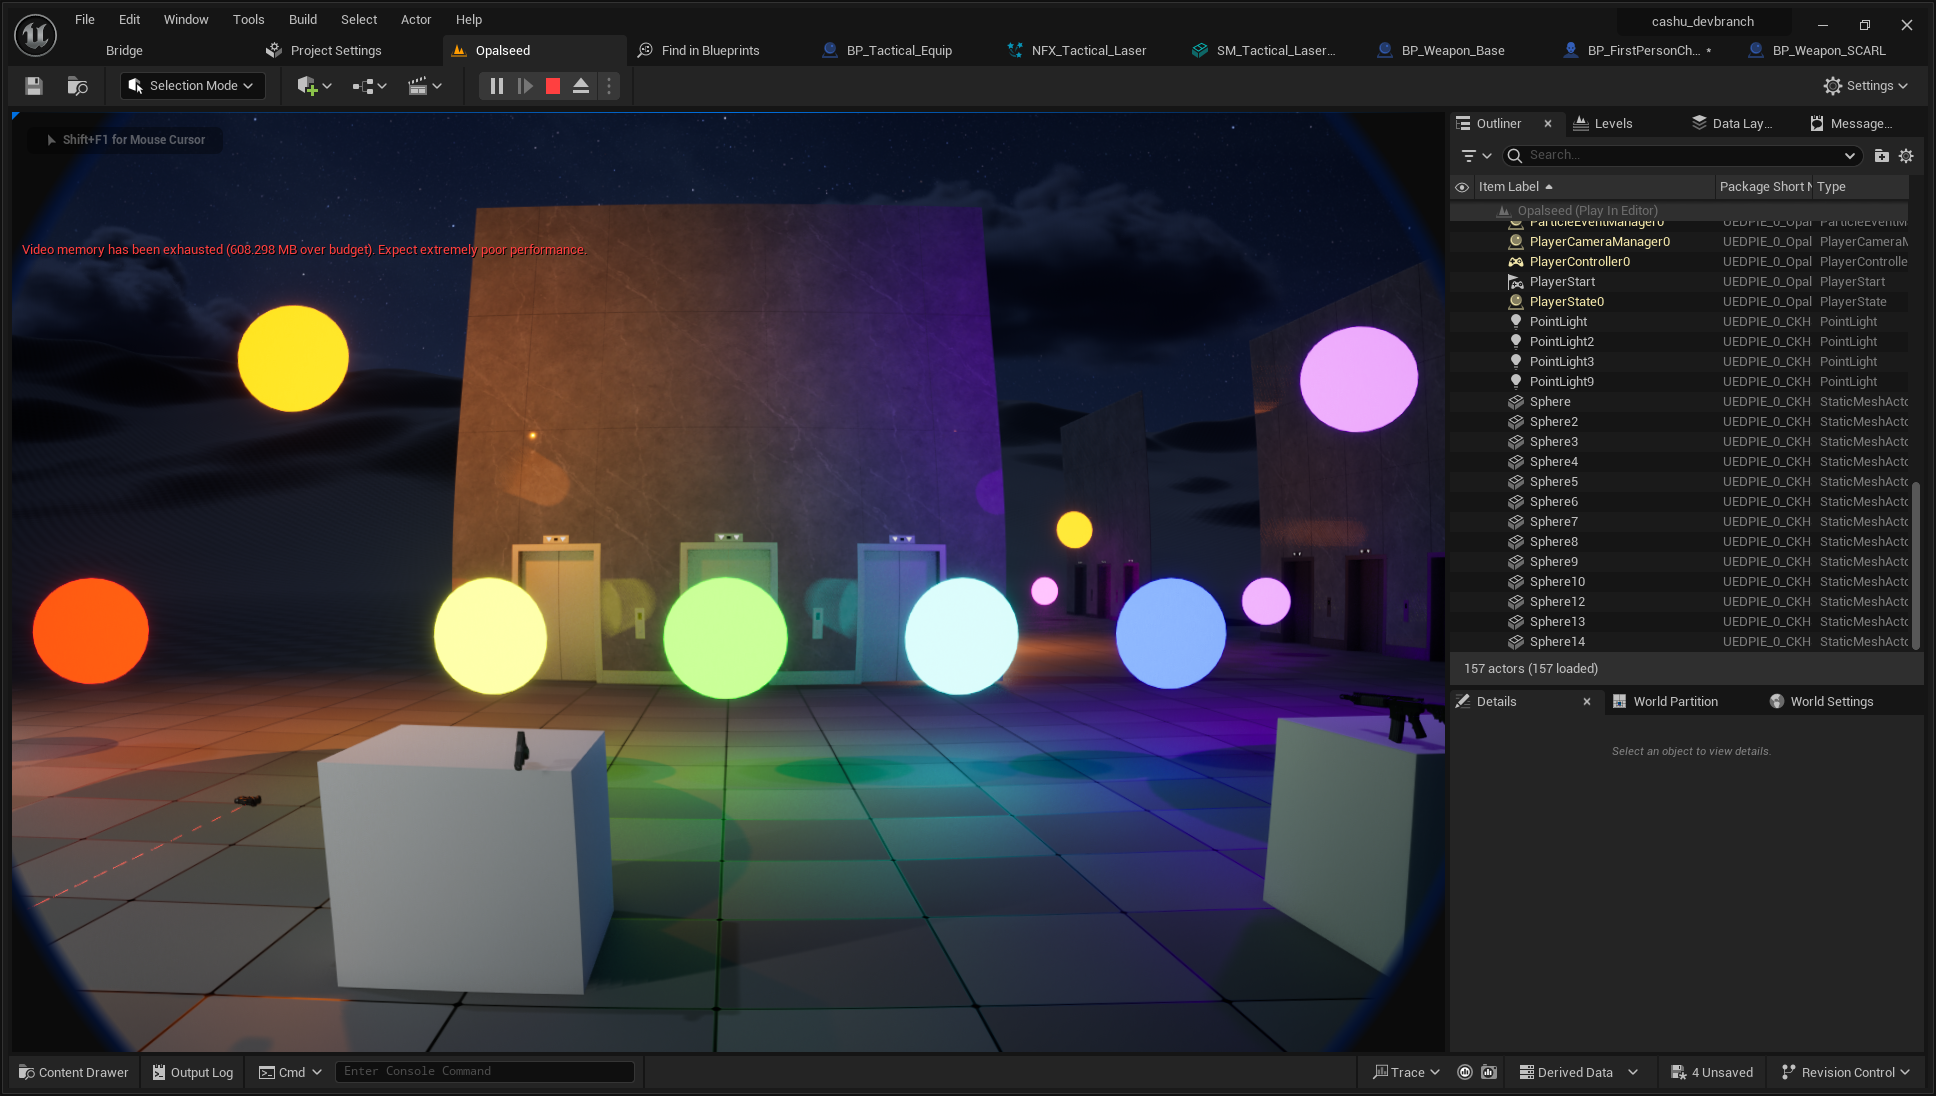 File Edit Window Tools Build Select Actor Help
cashu_devbranch
Bridge
Project Settings
Opalseed
Find in Blueprints
BP_Tactical_Equip
NFX_Tactical_Laser
SM_Tactical_Laser...
BP_Weapon_Base
BP_FirstPersonCh... *
BP_Weapon_SCARL
Selection Mode
Settings
Shift+F1 for Mouse Cursor
Video memory has been exhausted (608.298 MB over budget). Expect extremely poor performance.
Outliner
Levels
Data Lay...
Message...
Search...
Item Label Package Short N Type
Opalseed (Play In Editor)
ParticleEventManager0 UEDPIE_0_Opal ParticleEventM
PlayerCameraManager0 UEDPIE_0_Opal PlayerCameraM
PlayerController0 UEDPIE_0_Opal PlayerControlle
PlayerStart UEDPIE_0_Opal PlayerStart
PlayerState0 UEDPIE_0_Opal PlayerState
PointLight UEDPIE_0_CKH PointLight
PointLight2 UEDPIE_0_CKH PointLight
PointLight3 UEDPIE_0_CKH PointLight
PointLight9 UEDPIE_0_CKH PointLight
Sphere UEDPIE_0_CKH StaticMeshActo
Sphere2 UEDPIE_0_CKH StaticMeshActo
Sphere3 UEDPIE_0_CKH StaticMeshActo
Sphere4 UEDPIE_0_CKH StaticMeshActo
Sphere5 UEDPIE_0_CKH StaticMeshActo
Sphere6 UEDPIE_0_CKH StaticMeshActo
Sphere7 UEDPIE_0_CKH StaticMeshActo
Sphere8 UEDPIE_0_CKH StaticMeshActo
Sphere9 UEDPIE_0_CKH StaticMeshActo
Sphere10 UEDPIE_0_CKH StaticMeshActo
Sphere12 UEDPIE_0_CKH StaticMeshActo
Sphere13 UEDPIE_0_CKH StaticMeshActo
Sphere14 UEDPIE_0_CKH StaticMeshActo
157 actors (157 loaded)
Details
World Partition
World Settings
Select an object to view details.
Content Drawer
Output Log
Cmd
Enter Console Command
Trace
Derived Data
4 Unsaved
Revision Control